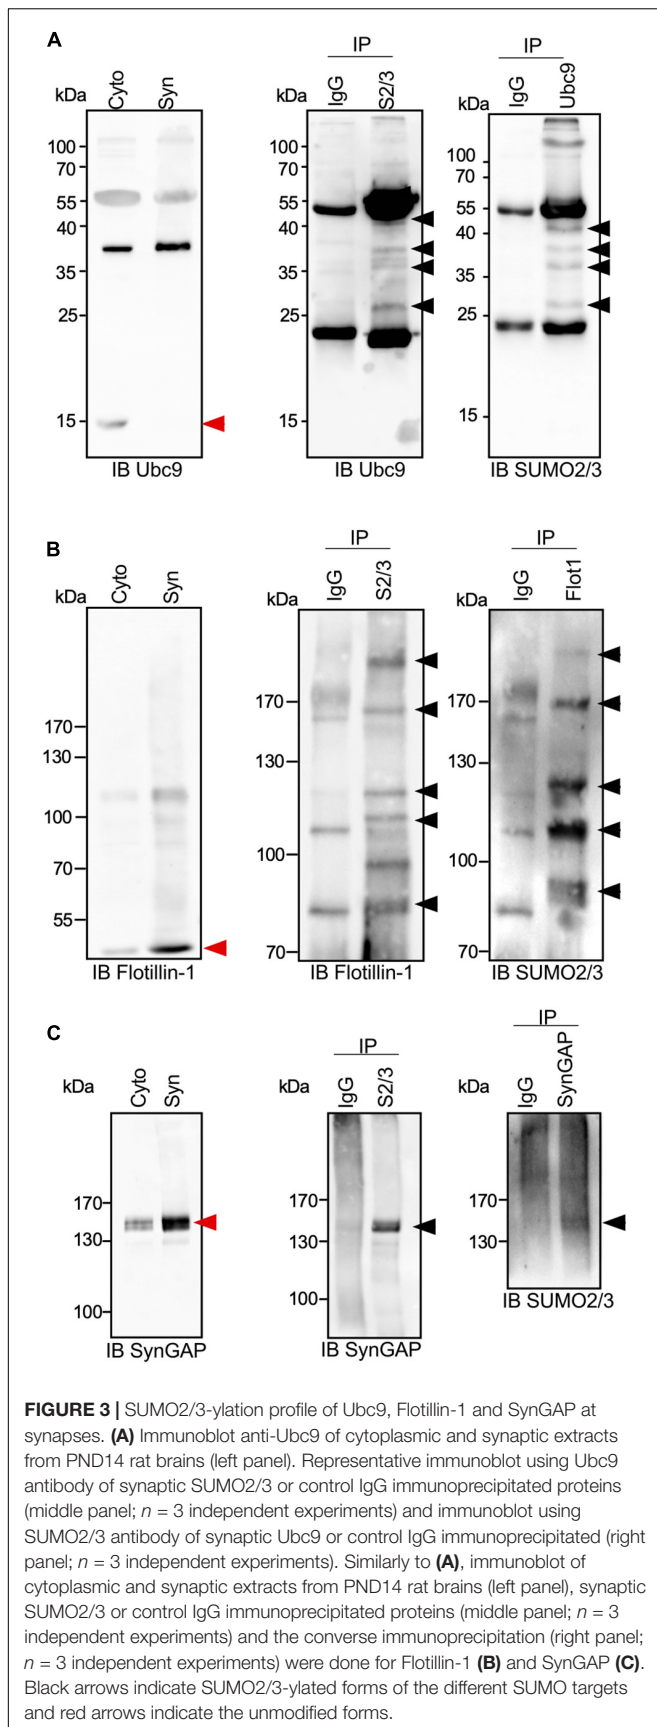 A
IP
IP
kDa
Cyto
Syn
kDa
IgG
S2/3
kDa
IgG
Ubc9
100
70
55
40
35
25
15
100
70
55
40
35
25
15
100
70
55
40
35
25
15
IB Ubc9
IB Ubc9
IB SUMO2/3
B
IP
IP
kDa
Cyto
Syn
kDa
IgG
S2/3
kDa
IgG
Flot1
170
130
100
70
55
170
130
100
70
170
130
100
70
IB Flotillin-1
IB Flotillin-1
IB SUMO2/3
C
IP
IP
kDa
Cyto
Syn
kDa
IgG
S2/3
kDa
IgG
SynGAP
170
130
100
170
130
100
170
130
IB SynGAP
IB SynGAP
IB SUMO2/3
FIGURE 3 | SUMO2/3-ylation profile of Ubc9, Flotillin-1 and SynGAP at
synapses. (A) Immunoblot anti-Ubc9 of cytoplasmic and synaptic extracts
from PND14 rat brains (left panel). Representative immunoblot using Ubc9
antibody of synaptic SUMO2/3 or control IgG immunoprecipitated proteins
(middle panel; n = 3 independent experiments) and immunoblot using
SUMO2/3 antibody of synaptic Ubc9 or control IgG immunoprecipitated (right
panel; n = 3 independent experiments). Similarly to (A), immunoblot of
cytoplasmic and synaptic extracts from PND14 rat brains (left panel), synaptic
SUMO2/3 or control IgG immunoprecipitated proteins (middle panel; n = 3
independent experiments) and the converse immunoprecipitation (right panel;
n = 3 independent experiments) were done for Flotillin-1 (B) and SynGAP (C).
Black arrows indicate SUMO2/3-ylated forms of the different SUMO targets
and red arrows indicate the unmodified forms.